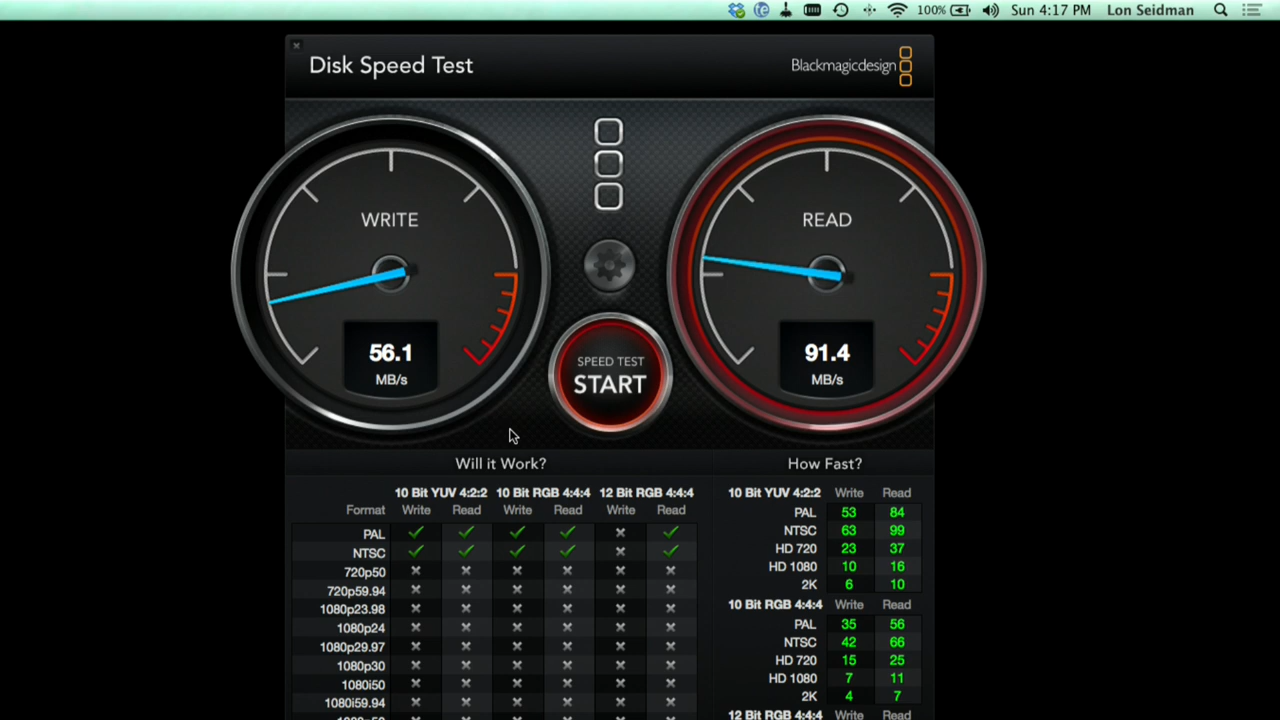 100% Sun 4:17 PM Lon Seidman
Disk Speed Test
Blackmagicdesign
WRITE
56.1
MB/s
SPEED TEST
START
READ
91.4
MB/s
Will it Work?
10 Bit YUV 4:2:2 10 Bit RGB 4:4:4 12 Bit RGB 4:4:4
Format Write Read Write Read Write Read
PAL
NTSC
720p50
720p59.94
1080p23.98
1080p24
1080p29.97
1080p30
1080i50
1080i59.94
How Fast?
10 Bit YUV 4:2:2 Write Read
PAL 53 84
NTSC 63 99
HD 720 23 37
HD 1080 10 16
2K 6 10
10 Bit RGB 4:4:4 Write Read
PAL 35 56
NTSC 42 66
HD 720 15 25
HD 1080 7 11
2K 4 7
12 Bit RGB 4:4:4 Write Read